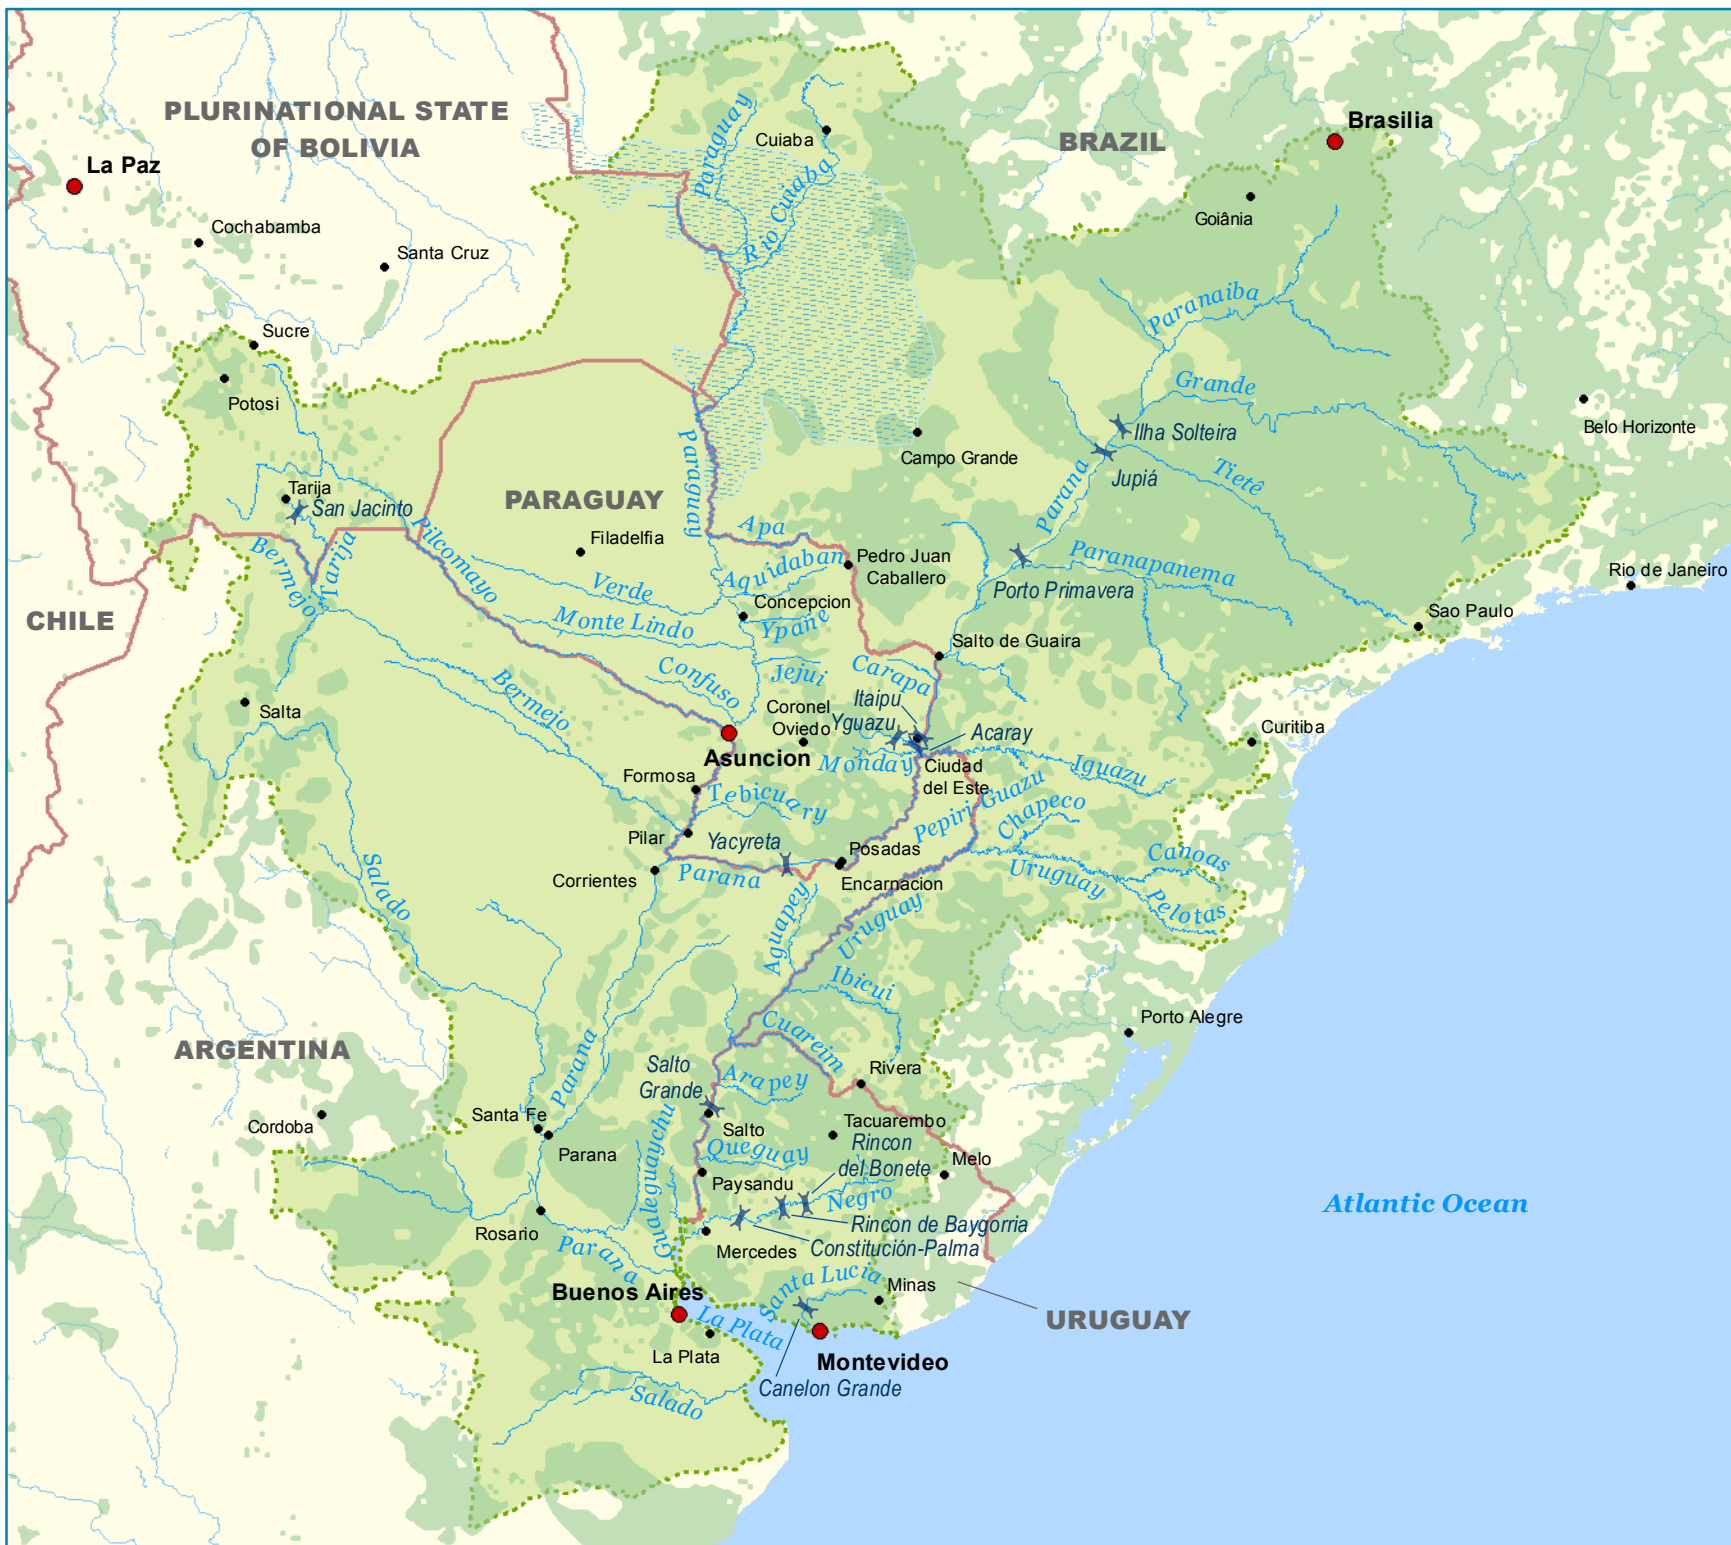 PLURINATIONAL STATE
OF BOLIVIA
La Paz
Cochabamba
Santa Cruz
Sucre
Potosi
Paraguay
Cuiaba
Rio Cuiaba
BRAZIL
Brasilia
Goiânia
Paranaiba
Grande
Belo Horizonte
Ilha Solteira
Jupiá
Tietê
Campo Grande
Parana
Paraguay
PARAGUAY
Tarija
San Jacinto
Bermejo
Tarija
Pilcomayo
Filadelfia
Apa
Aquidaban
Pedro Juan
Caballero
Paranapanema
Porto Primavera
Rio de Janeiro
Sao Paulo
CHILE
Verde
Monte Lindo
Concepcion
Ypañe
Salto de Guaira
Confuso
Jejui
Carapa
Itaipu
Bermejo
Salta
Coronel
Oviedo
Yguazu
Acaray
Curitiba
Asuncion
Monday
Ciudad
del Este
Iguazu
Formosa
Tebicuary
Pepiri Guazu
Chapeco
Pilar
Yacyreta
Posadas
Canoas
Corrientes
Parana
Encarnacion
Uruguay
Pelotas
Salado
Aguapey
Uruguay
Ibicui
Porto Alegre
ARGENTINA
Parana
Cuareim
Salto
Grande
Arapey
Rivera
Cordoba
Santa Fe
Parana
Gualeguaychu
Salto
Tacuarembo
Queguay
Rincon
del Bonete
Melo
Paysandu
Negro
Atlantic Ocean
Rosario
Parana
Mercedes
Rincon de Baygorria
Constitución-Palma
Santa Lucia
Minas
Buenos Aires
La Plata
URUGUAY
La Plata
Montevideo
Canelon Grande
Salado